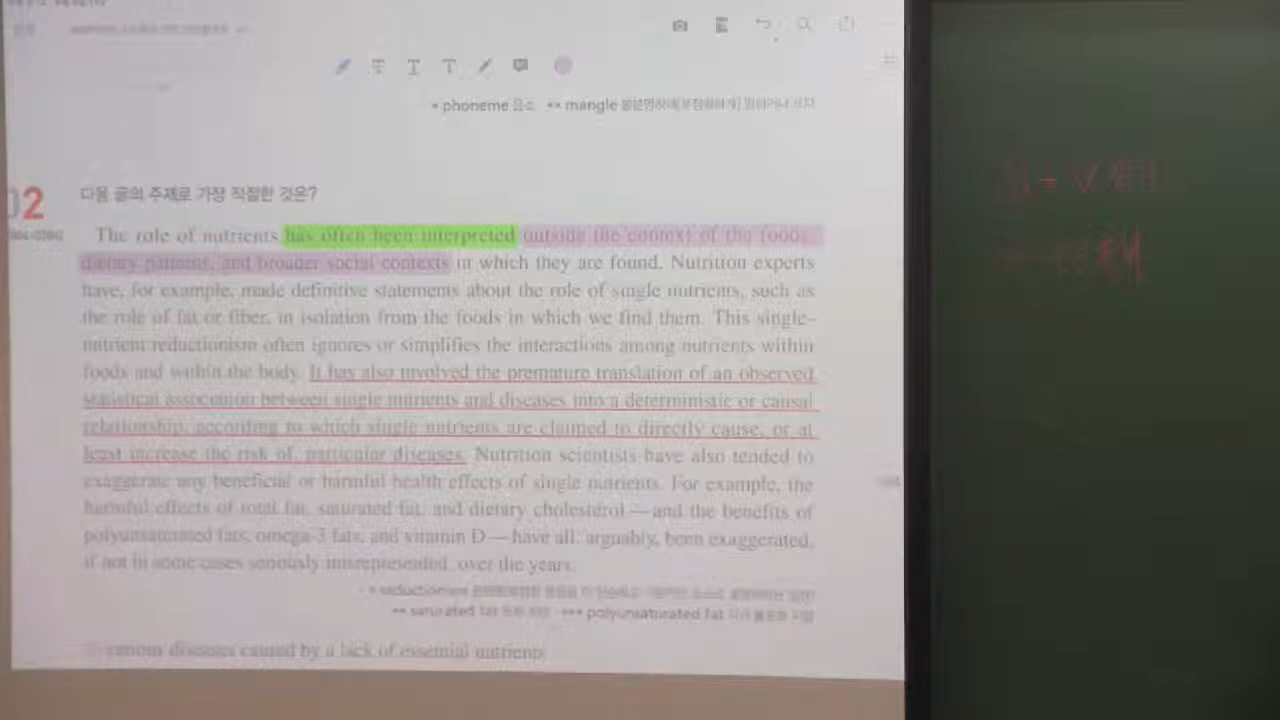 * phoneme 음소 ** mangle
02
다음 글의 주제로 가장 적절한 것은?
The role of nutrients has often been interpreted outside the context of the foods,
dietary patterns, and broader social contexts in which they are found. Nutrition experts
have, for example, made definitive statements about the role of single nutrients, such as
the role of fat or fiber, in isolation from the foods in which we find them. This single-
nutrient reductionism often ignores or simplifies the interactions among nutrients within
foods and within the body. It has also involved the premature translation of an observed
statistical association between single nutrients and diseases into a deterministic or causal
relationship, according to which single nutrients are claimed to directly cause, or at
least increase the risk of, particular diseases. Nutrition scientists have also tended to
exaggerate any beneficial or harmful health effects of single nutrients. For example, the
harmful effects of total fat, saturated fat, and dietary cholesterol—and the benefits of
polyunsaturated fats, omega-3 fats, and vitamin D—have all, arguably, been exaggerated,
if not in some cases seriously misrepresented, over the years.
* reductionism
** saturated fat 포화 지방 *** polyunsaturated fat
various diseases caused by a lack of essential nutrients